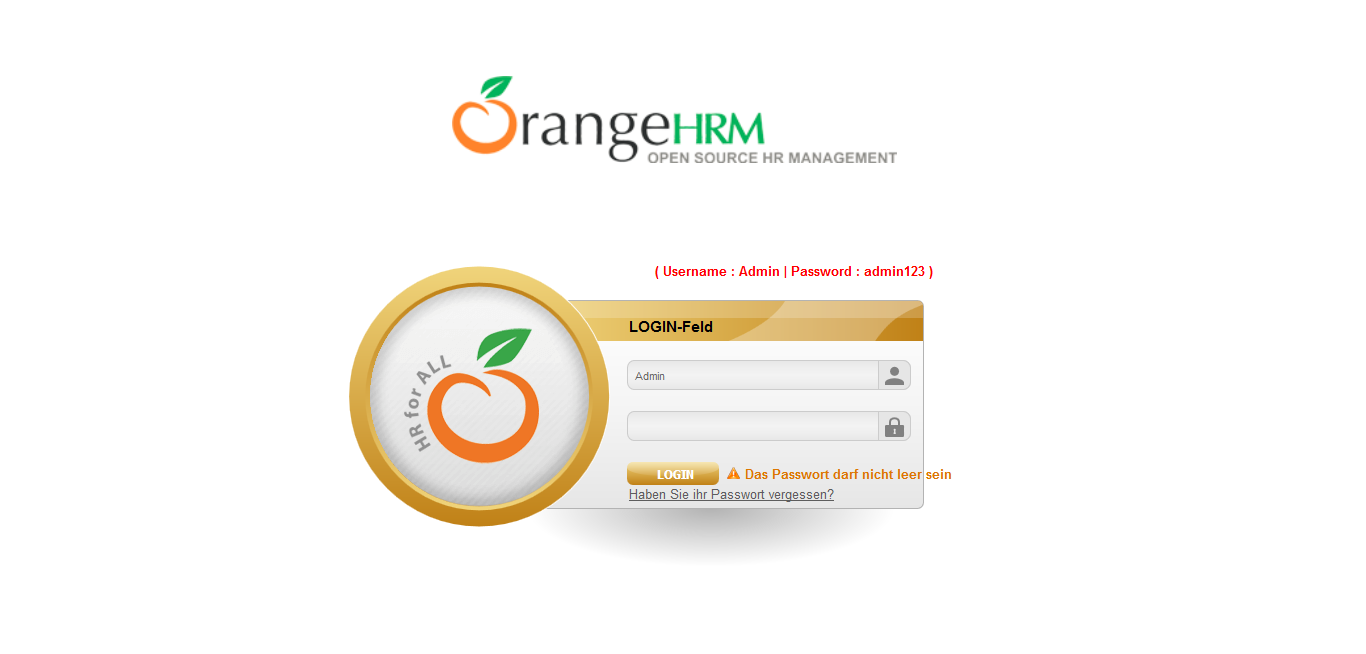 OrangeHRM
OPEN SOURCE HR MANAGEMENT
( Username : Admin | Password : admin123 )
HR for ALL
LOGIN-Feld
Admin
LOGIN
Das Passwort darf nicht leer sein
Haben Sie ihr Passwort vergessen?